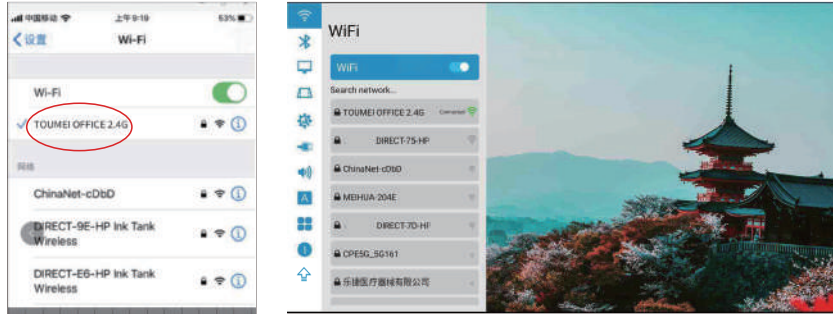 中国移动
上午 9:19
63%
设置
Wi-Fi
Wi-Fi
TOUMEI OFFICE 2.4G
网络
ChinaNet-cDbD
DIRECT-9E-HP Ink Tank
Wireless
DIRECT-E6-HP Ink Tank
Wireless
WiFi
WiFi
Search network...
TOUMEI OFFICE 2.4G
Connected
DIRECT-75-HP
ChinaNet-cDbD
MEIHUA-204E
DIRECT-7D-HF
CPE5G_5G161
乐捷医疗器械有限公司
A